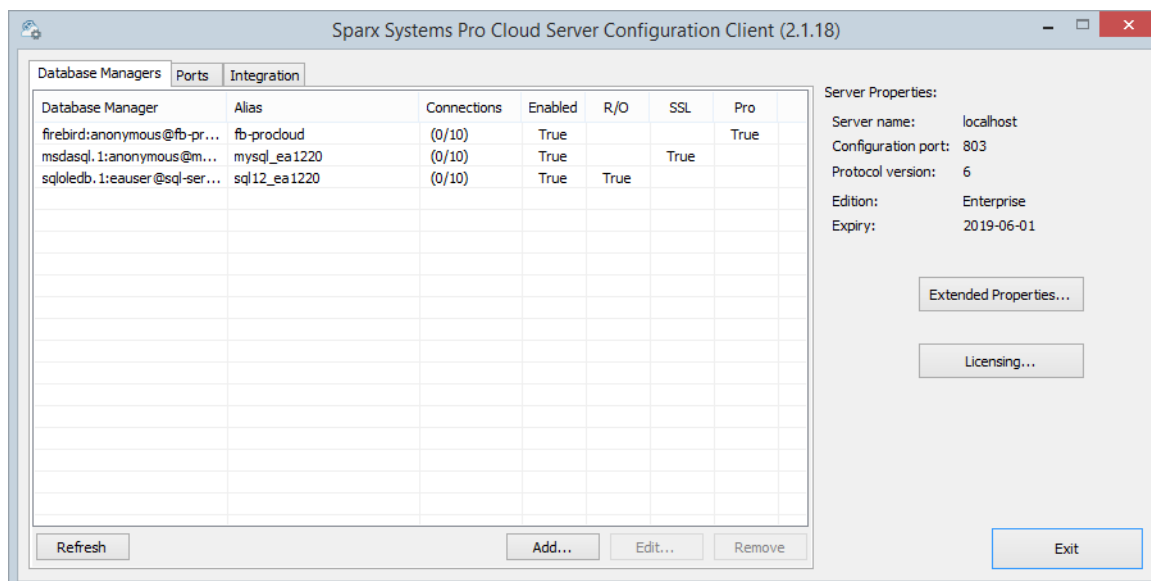 Sparx Systems Pro Cloud Server Configuration Client (2.1.18)
Database Managers Ports Integration
Database Manager Alias Connections Enabled R/O SSL Pro
firebird:anonymous@fb-pr... fb-procloud (0/10) True True
msdasql.1:anonymous@m... mysql_ea1220 (0/10) True True
sqloledb.1:eauser@sql-ser... sql12_ea1220 (0/10) True True
Server Properties:
Server name: localhost
Configuration port: 803
Protocol version: 6
Edition: Enterprise
Expiry: 2019-06-01
Extended Properties...
Licensing...
Refresh Add... Edit... Remove
Exit